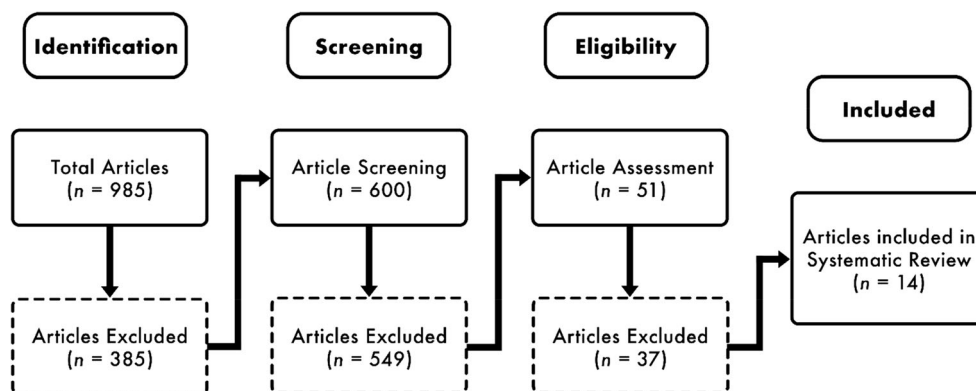 Identification
Total Articles
(n = 985)
Articles Excluded
(n = 385)
Screening
Article Screening
(n = 600)
Articles Excluded
(n = 549)
Eligibility
Article Assessment
(n = 51)
Articles Excluded
(n = 37)
Included
Articles included in
Systematic Review
(n = 14)